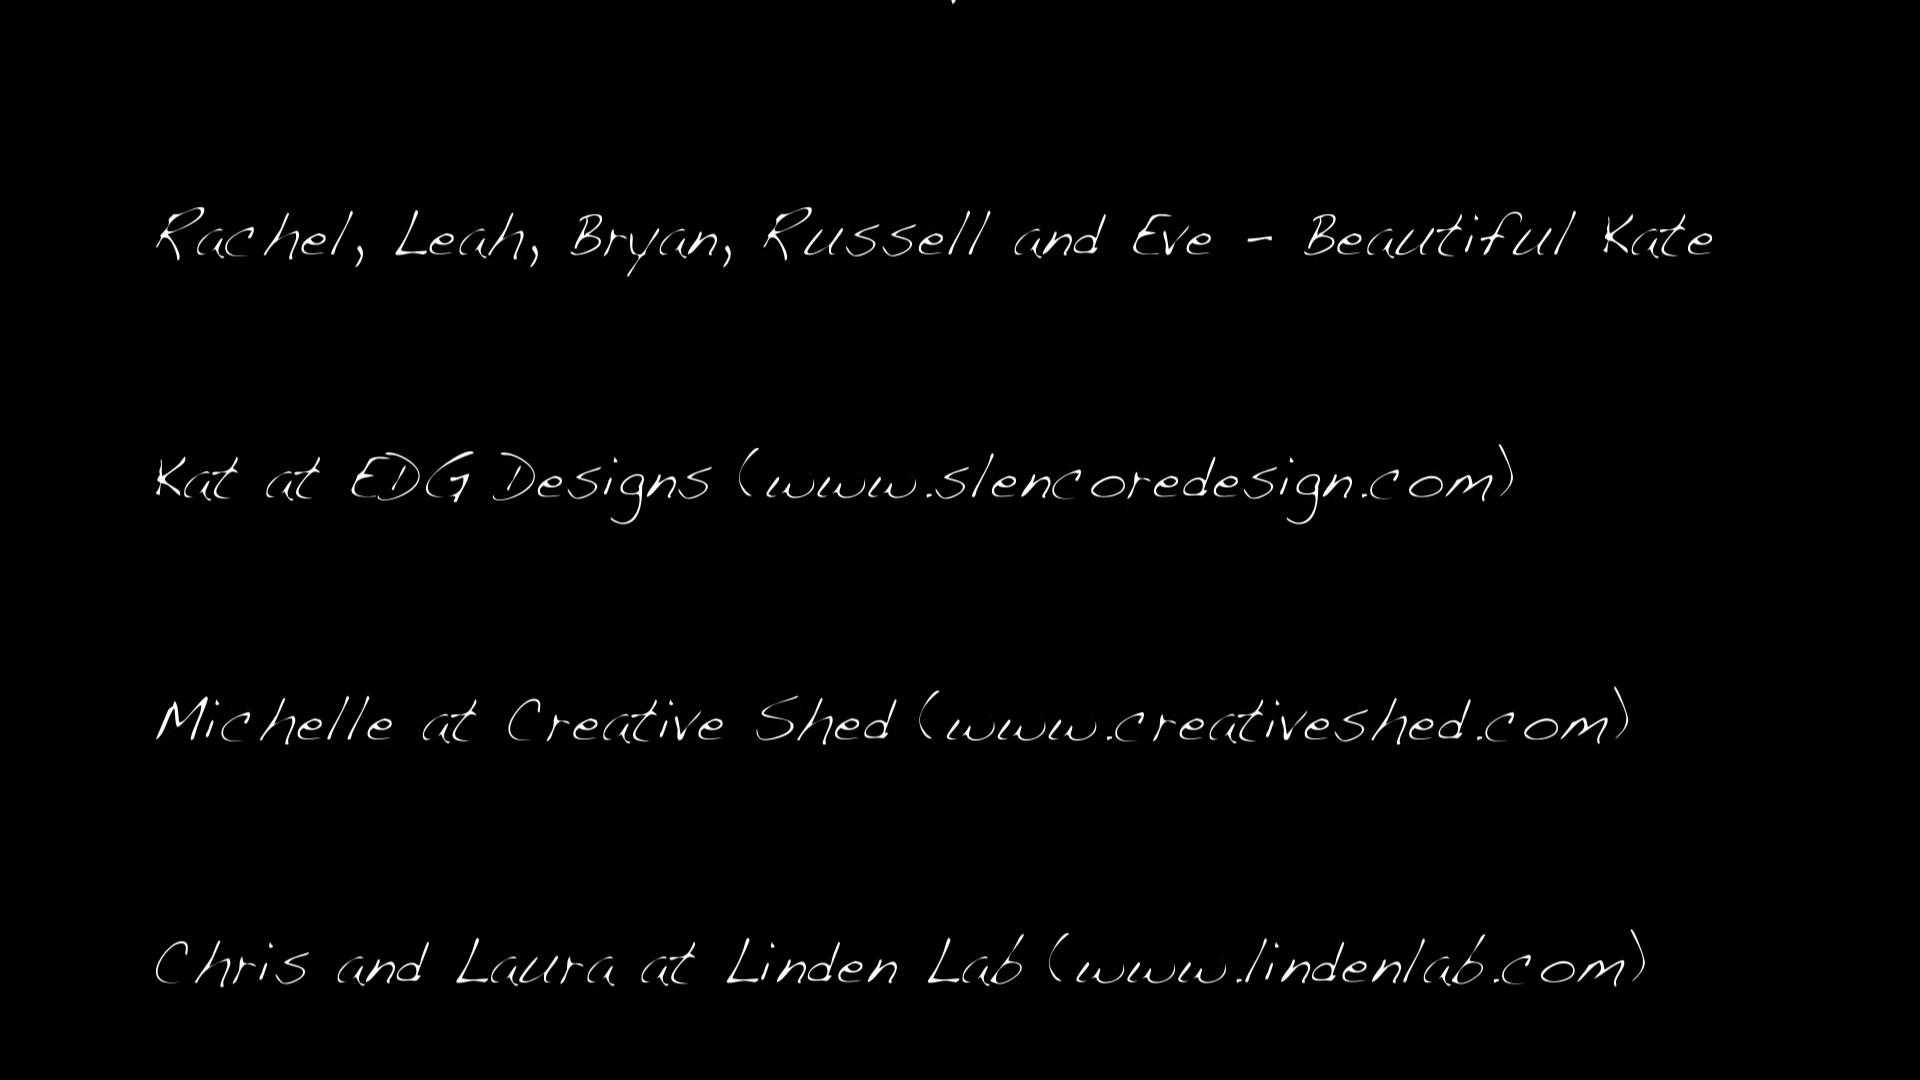 Rachel, Leah, Bryan, Russell and Eve - Beautiful Kate
Kat at EDG Designs (www.slencoredesign.com)
Michelle at Creative Shed (www.creativeshed.com)
Chris and Laura at Linden Lab (www.lindenlab.com)